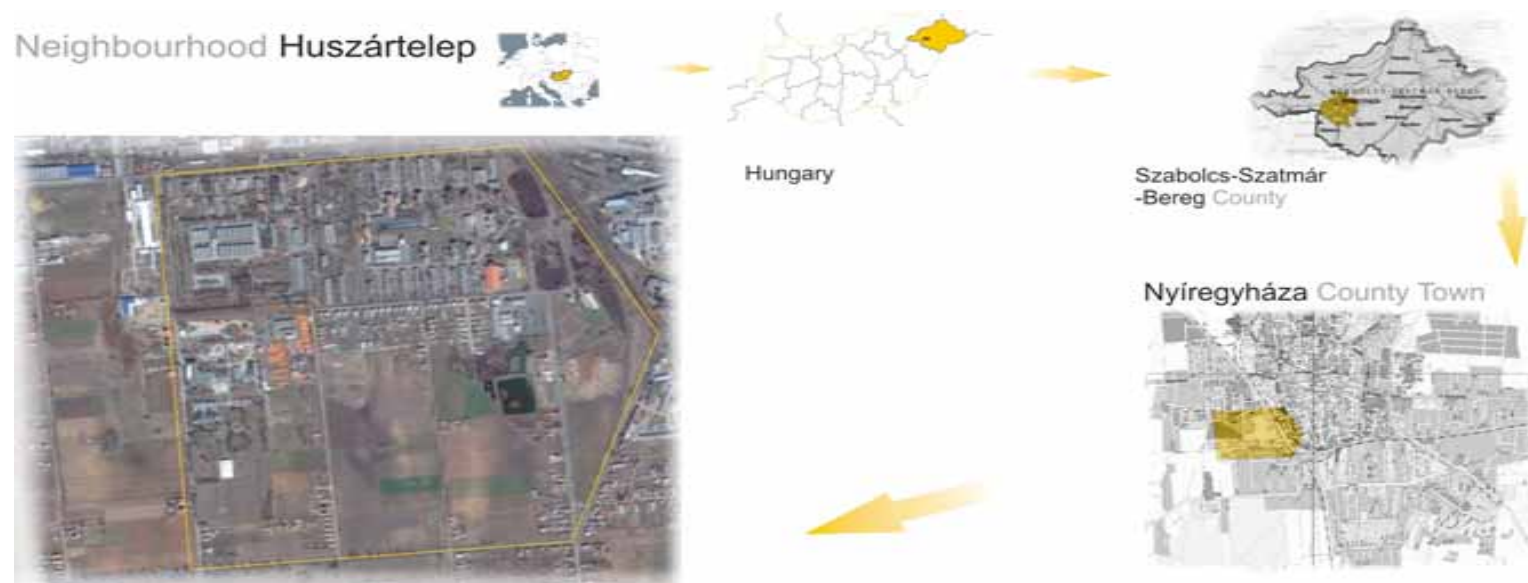 Neighbourhood Huszártelep
Hungary
Szabolcs-Szatmár
-Bereg County
Nyíregyháza County Town